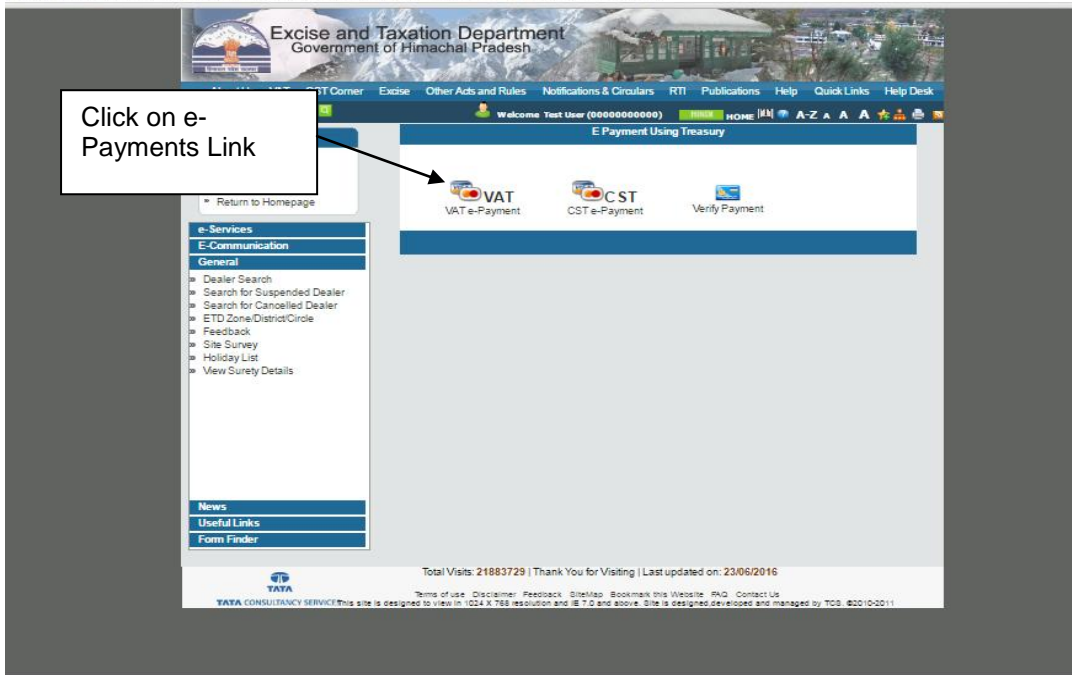 Excise and Taxation Department
Government of Himachal Pradesh
CST Corner Excise Other Acts and Rules Notifications & Circulars RTI Publications Help Quick Links Help Desk
Welcome Test User (00000000000) HOME A-Z A A A
Click on e-
Payments Link
E Payment Using Treasury
VAT
CST
VAT e-Payment
CST e-Payment
Verify Payment
Return to Homepage
e-Services
E-Communication
General
Dealer Search
Search for Suspended Dealer
Search for Cancelled Dealer
ETD Zone/District/Circle
Feedback
Site Survey
Holiday List
View Surety Details
News
Useful Links
Form Finder
Total Visits: 21883729 | Thank You for Visiting | Last updated on: 23/06/2016
TATA
TATA CONSULTANCY SERVICES
Terms of use Disclaimer Feedback SiteMap Bookmark this Website FAQ Contact Us
This site is designed to view in 1024 X 768 resolution and IE 7.0 and above. Site is designed,developed and managed by TCS. ©2010-2011